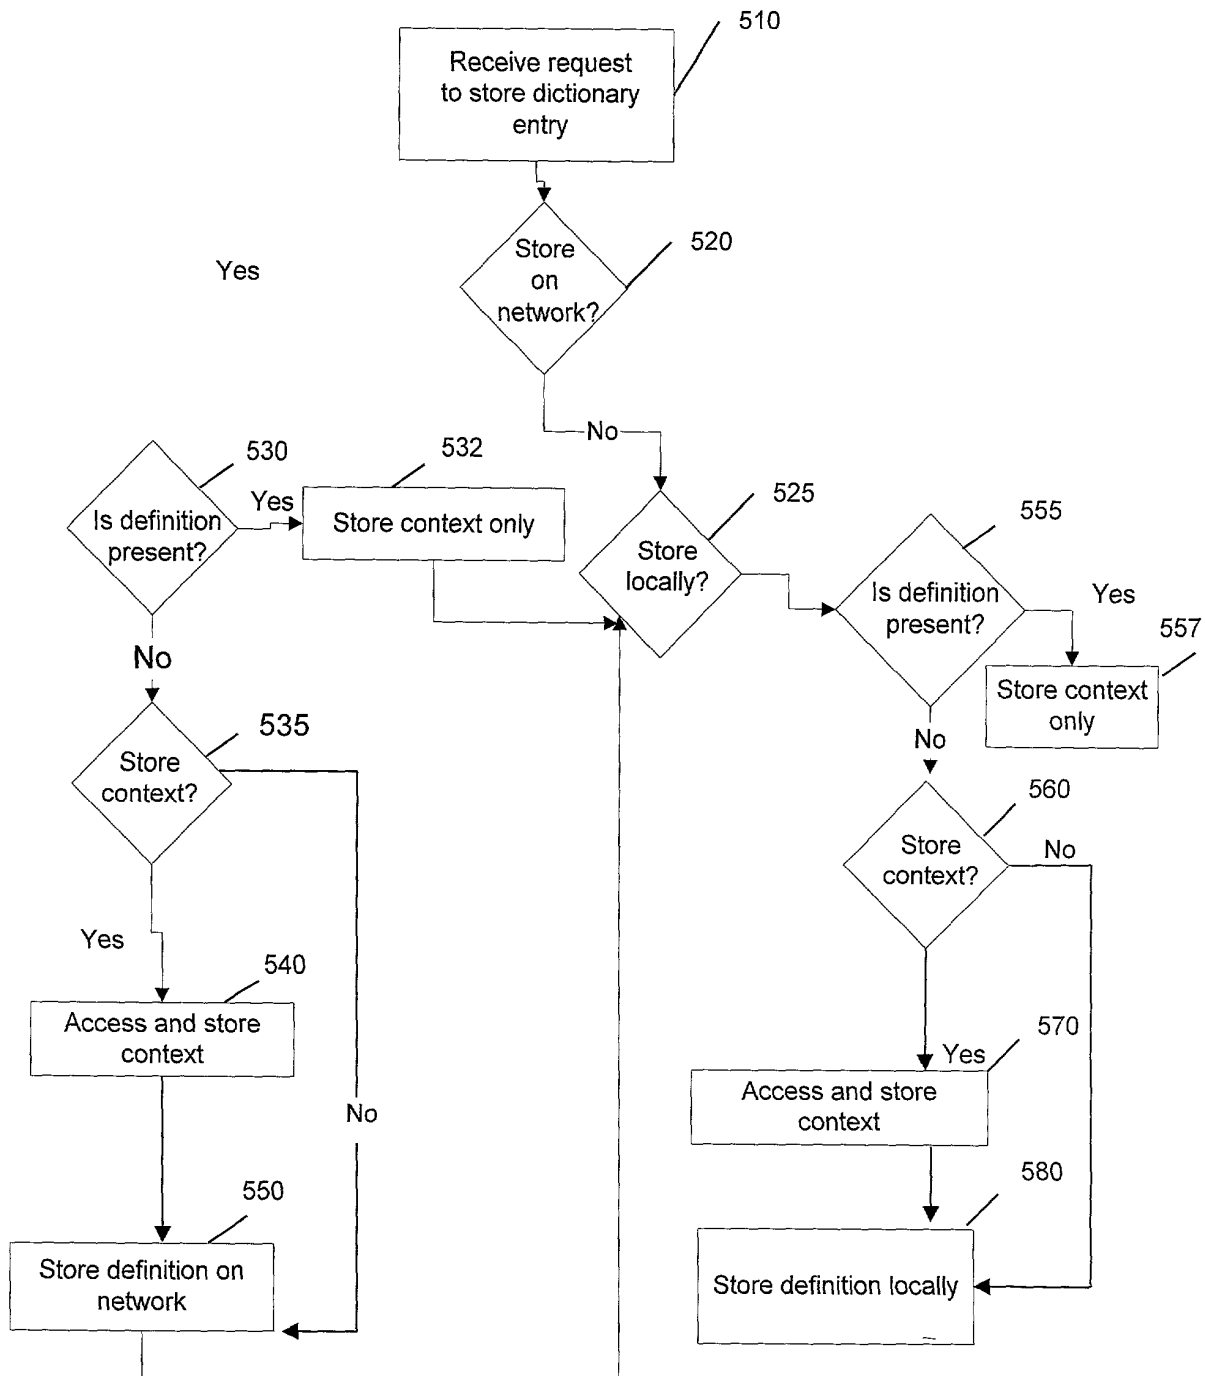 510
Receive request
to store dictionary
entry
520
Store
on
network?
Yes
No
530
Is definition
present?
Yes
532
Store context only
525
Store
locally?
555
Is definition
present?
Yes
557
Store context
only
No
No
535
Store
context?
560
Store
context?
No
Yes
540
Access and store
context
Yes
570
Access and store
context
No
550
Store definition on
network
580
Store definition locally